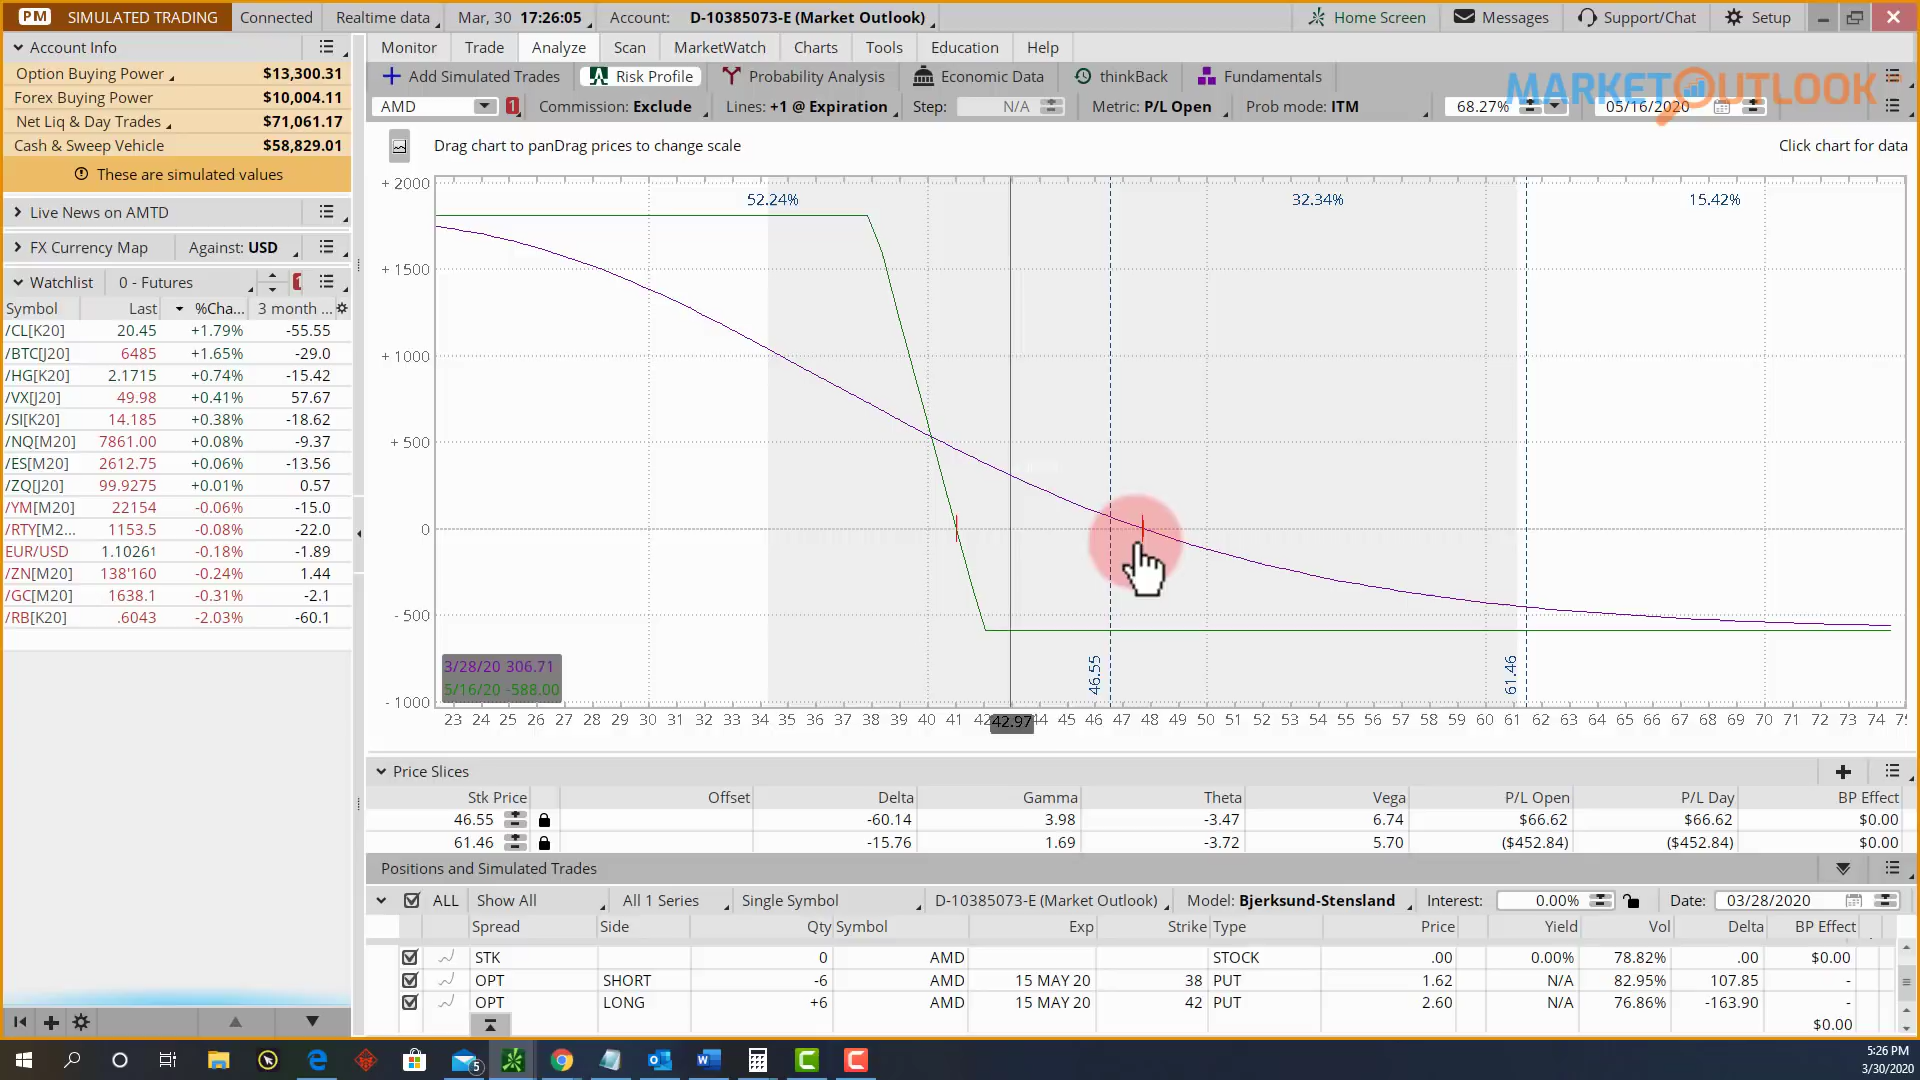 PM SIMULATED TRADING Connected Realtime data Mar, 30 17:26:05 Account: D-10385073-E (Market Outlook) Home Screen Messages Support/Chat Setup
Account Info
Option Buying Power $13,300.31
Forex Buying Power $10,004.11
Net Liq & Day Trades $71,061.17
Cash & Sweep Vehicle $58,829.01
These are simulated values
Live News on AMTD
FX Currency Map Against: USD
Watchlist 0 - Futures 1
Symbol Last %Cha... 3 month ...
/CL[K20] 20.45 +1.79% -55.55
/BTC[J20] 6485 +1.65% -29.0
/HG[K20] 2.1715 +0.74% -15.42
/VX[J20] 49.98 +0.41% 57.67
/SI[K20] 14.185 +0.38% -18.62
/NQ[M20] 7861.00 +0.08% -9.37
/ES[M20] 2612.75 +0.06% -13.56
/ZQ[J20] 99.9275 +0.01% 0.57
/YM[M20] 22154 -0.06% -15.0
/RTY[M2... 1153.5 -0.08% -22.0
EUR/USD 1.10261 -0.18% -1.89
/ZN[M20] 138'160 -0.24% 1.44
/GC[M20] 1638.1 -0.31% -2.1
/RB[K20] .6043 -2.03% -60.1
Monitor Trade Analyze Scan MarketWatch Charts Tools Education Help
Add Simulated Trades Risk Profile Probability Analysis Economic Data thinkBack Fundamentals
MARKETOUTLOOK
AMD 1 Commission: Exclude Lines: +1 @ Expiration Step: N/A Metric: P/L Open Prob mode: ITM 68.27% 05/16/2020
Drag chart to panDrag prices to change scale Click chart for data
+ 2000
52.24% 32.34% 15.42%
+ 1500
+ 1000
+ 500
0
- 500
- 1000
46.55 61.46
3/28/20 306.71
5/16/20 -588.00
23 24 25 26 27 28 29 30 31 32 33 34 35 36 37 38 39 40 41 42 42.97 44 45 46 47 48 49 50 51 52 53 54 55 56 57 58 59 60 61 62 63 64 65 66 67 68 69 70 71 72 73 74
Price Slices
Stk Price Offset Delta Gamma Theta Vega P/L Open P/L Day BP Effect
46.55 -60.14 3.98 -3.47 6.74 $66.62 $66.62 $0.00
61.46 -15.76 1.69 -3.72 5.70 ($452.84) ($452.84) $0.00
Positions and Simulated Trades
ALL Show All All 1 Series Single Symbol D-10385073-E (Market Outlook) Model: Bjerksund-Stensland Interest: 0.00% Date: 03/28/2020
Spread Side Qty Symbol Exp Strike Type Price Yield Vol Delta BP Effect
STK 0 AMD STOCK .00 0.00% 78.82% .00 $0.00
OPT SHORT -6 AMD 15 MAY 20 38 PUT 1.62 N/A 82.95% 107.85 -
OPT LONG +6 AMD 15 MAY 20 42 PUT 2.60 N/A 76.86% -163.90 -
$0.00
5
5:26 PM
3/30/2020